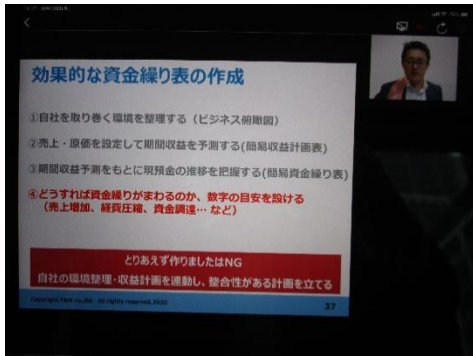 効果的な資金繰り表の作成
①自社を取り巻く環境を整理する（ビジネス俯瞰図）
②売上・原価を設定して期間収益を予測する(簡易収益計画表)
③期間収益予測をもとに現預金の推移を把握する(簡易資金繰り表)
④どうすれば資金繰りがまわるのか、数字の目安を設ける
（売上増加、経費圧縮、資金調達… など）
とりあえず作りましたはNG
自社の環境整理・収益計画を連動し、整合性がある計画を立てる
All rights reserved.2020
37